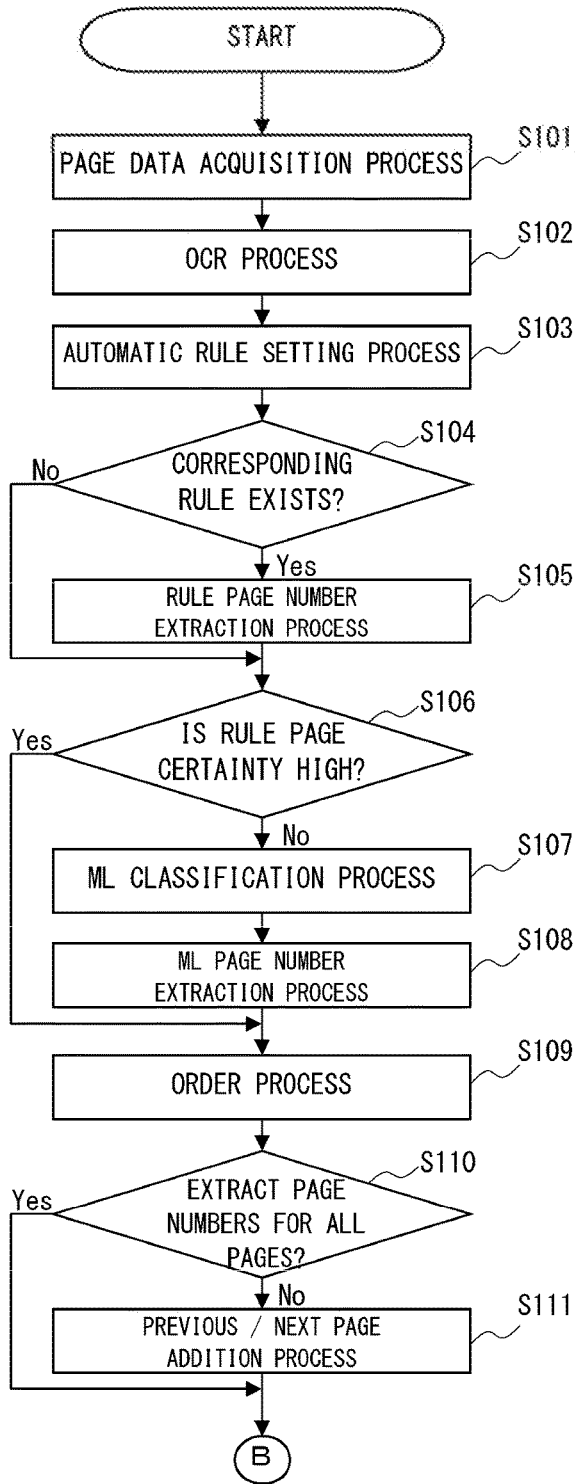 START
S101
PAGE DATA ACQUISITION PROCESS
S102
OCR PROCESS
S103
AUTOMATIC RULE SETTING PROCESS
S104
No
CORRESPONDING
RULE EXISTS?
Yes
S105
RULE PAGE NUMBER
EXTRACTION PROCESS
S106
Yes
IS RULE PAGE
CERTAINTY HIGH?
No
S107
ML CLASSIFICATION PROCESS
S108
ML PAGE NUMBER
EXTRACTION PROCESS
S109
ORDER PROCESS
S110
Yes
EXTRACT PAGE
NUMBERS FOR ALL
PAGES?
No
S111
PREVIOUS / NEXT PAGE
ADDITION PROCESS
B